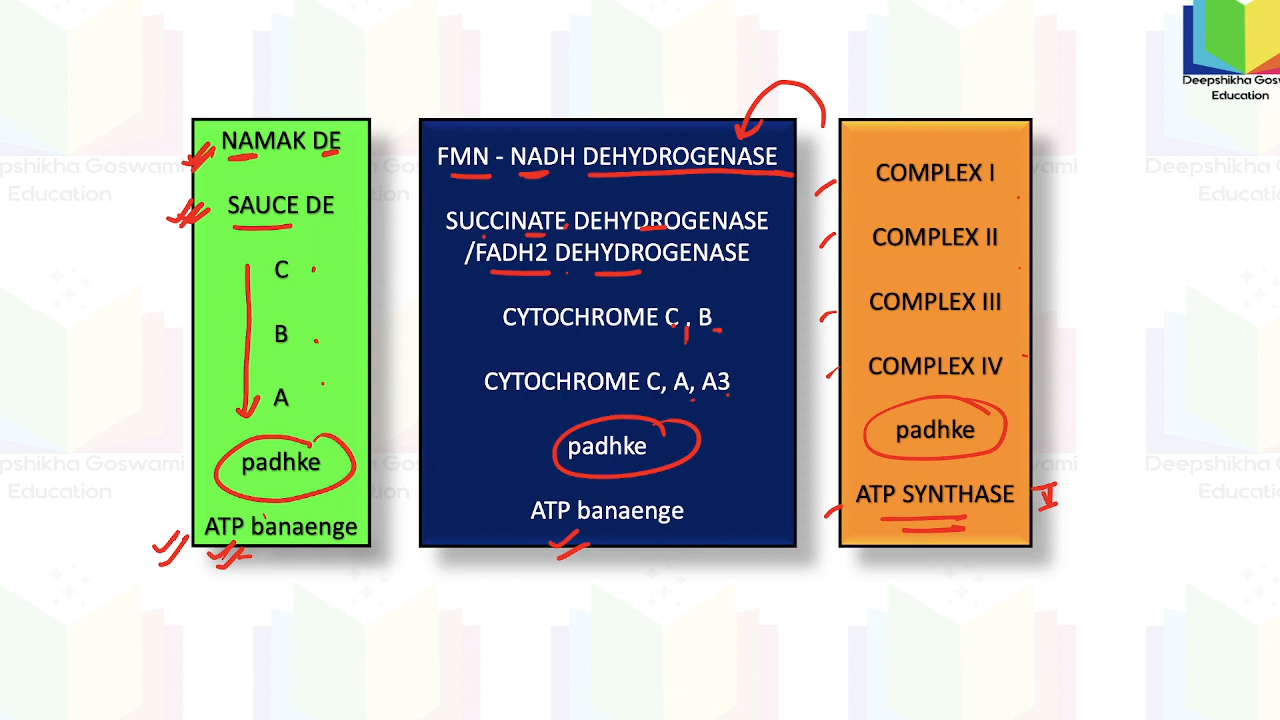 Deepshikha Gosw
Education
NAMAK DE
SAUCE DE
C
B
A
padhke
ATP banaenge
FMN - NADH DEHYDROGENASE
SUCCINATE DEHYDROGENASE
/FADH2 DEHYDROGENASE
CYTOCHROME C , B
CYTOCHROME C, A, A3
padhke
ATP banaenge
COMPLEX I
COMPLEX II
COMPLEX III
COMPLEX IV
padhke
ATP SYNTHASE
V